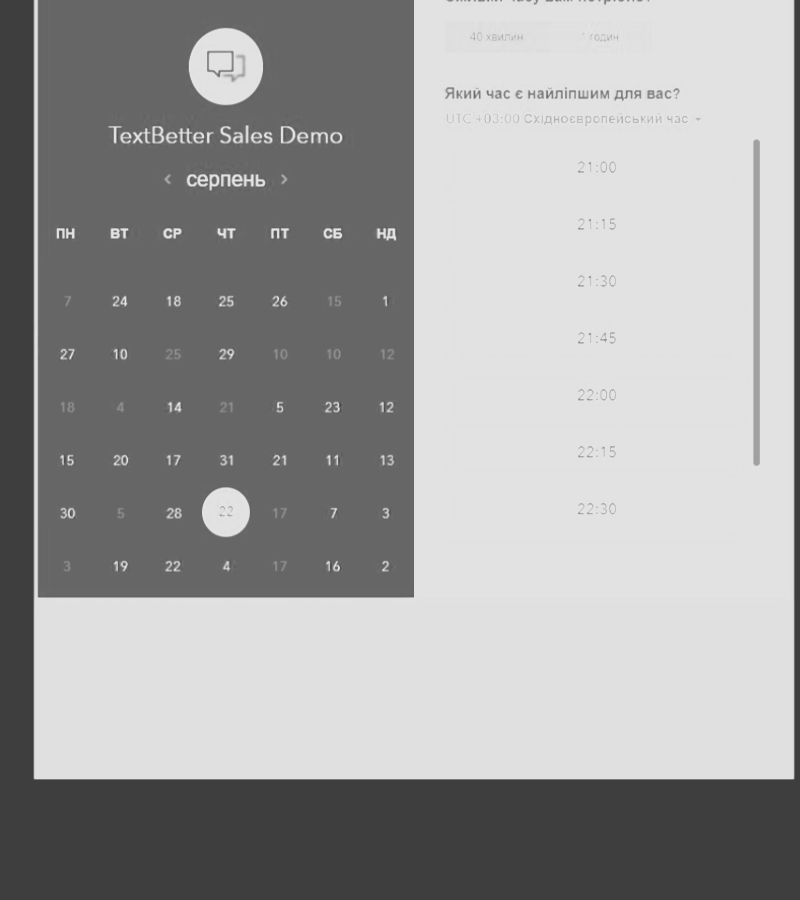 TextBetter Sales Demo
серпень
ПН ВТ СР ЧТ ПТ СБ НД
7 24 18 25 26 15 1
27 10 25 29 10 10 12
18 4 14 21 5 23 12
15 20 17 31 21 11 13
30 5 28 22 17 7 3
3 19 22 4 17 16 2
40 хвилин 1 годин
Який час є найліпшим для вас?
UTC +03:00 Східноєвропейський час
21:00
21:15
21:30
21:45
22:00
22:15
22:30